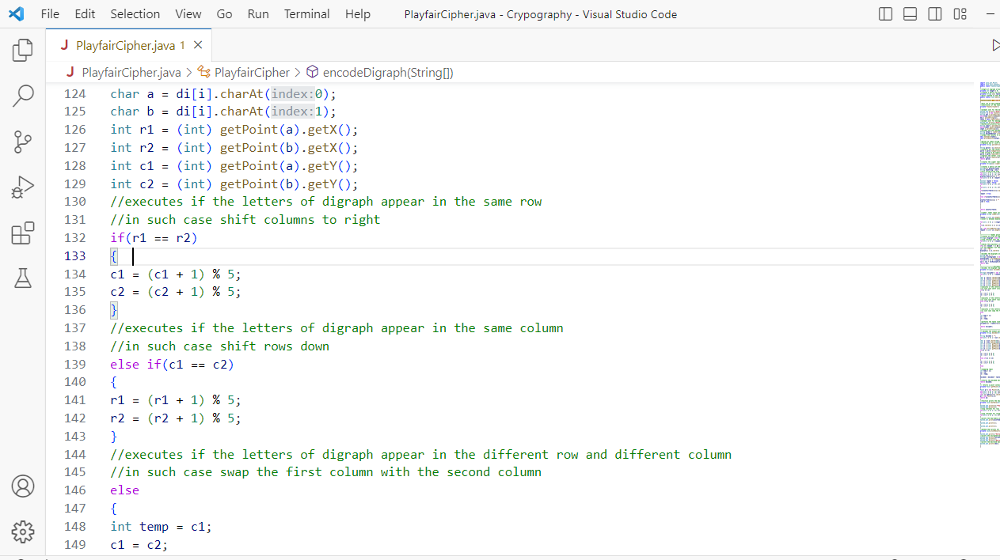 File Edit Selection View Go Run Terminal Help PlayfairCipher.java - Crypography - Visual Studio Code
J PlayfairCipher.java 1
J PlayfairCipher.java > PlayfairCipher > encodeDigraph(String[])
124 char a = di[i].charAt(index:0);
125 char b = di[i].charAt(index:1);
126 int r1 = (int) getPoint(a).getX();
127 int r2 = (int) getPoint(b).getX();
128 int c1 = (int) getPoint(a).getY();
129 int c2 = (int) getPoint(b).getY();
130 //executes if the letters of digraph appear in the same row
131 //in such case shift columns to right
132 if(r1 == r2)
133 {
134 c1 = (c1 + 1) % 5;
135 c2 = (c2 + 1) % 5;
136 }
137 //executes if the letters of digraph appear in the same column
138 //in such case shift rows down
139 else if(c1 == c2)
140 {
141 r1 = (r1 + 1) % 5;
142 r2 = (r2 + 1) % 5;
143 }
144 //executes if the letters of digraph appear in the different row and different column
145 //in such case swap the first column with the second column
146 else
147 {
148 int temp = c1;
149 c1 = c2;